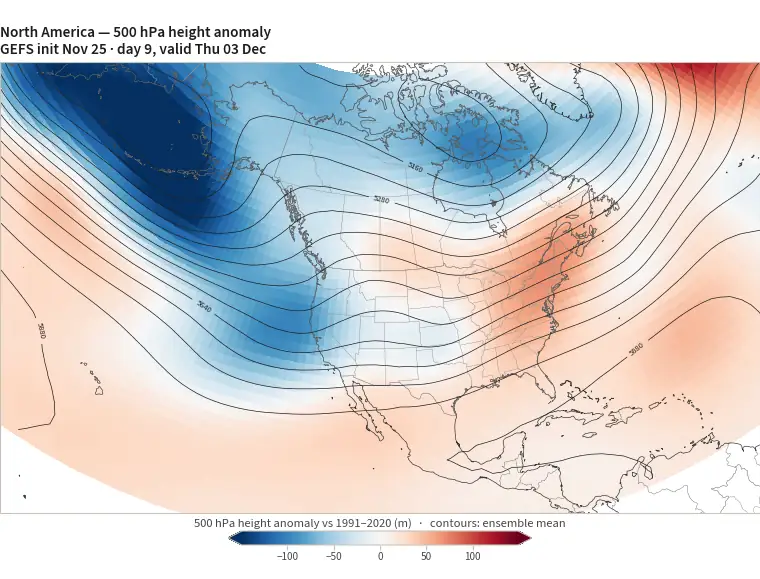 North America — 500 hPa height anomaly
GEFS init Nov 25 · day 9, valid Thu 03 Dec
5160
5280
5640
5880
5880
500 hPa height anomaly vs 1991–2020 (m) · contours: ensemble mean
−100 −50 0 50 100